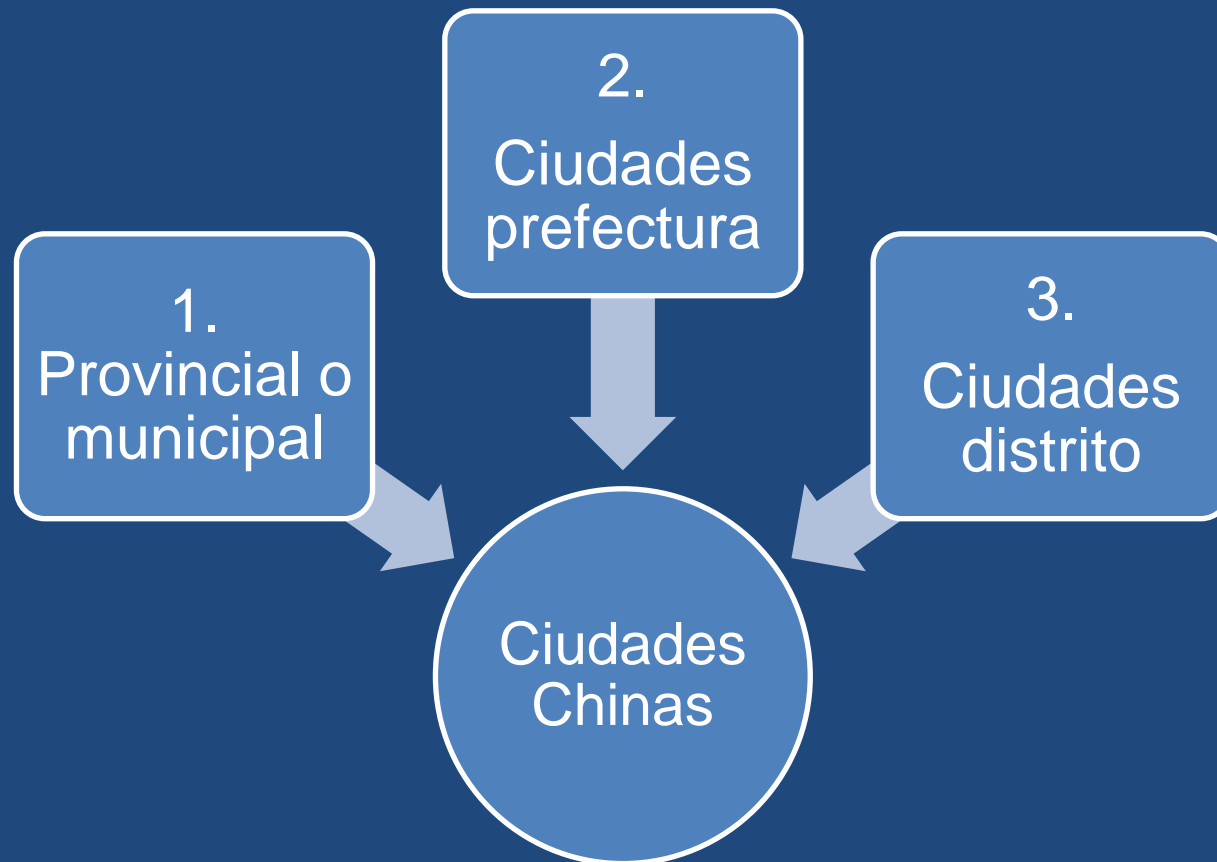 1.
Provincial o
municipal
2.
Ciudades
prefectura
3.
Ciudades
distrito
Ciudades
Chinas